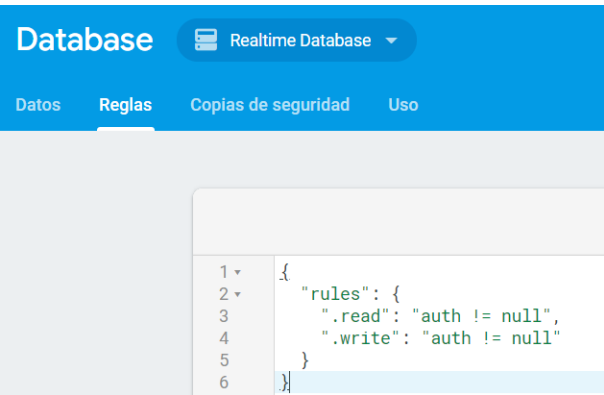 Database Realtime Database
Datos Reglas Copias de seguridad Uso
1 {
2 "rules": {
3 ".read": "auth != null",
4 ".write": "auth != null"
5 }
6 }